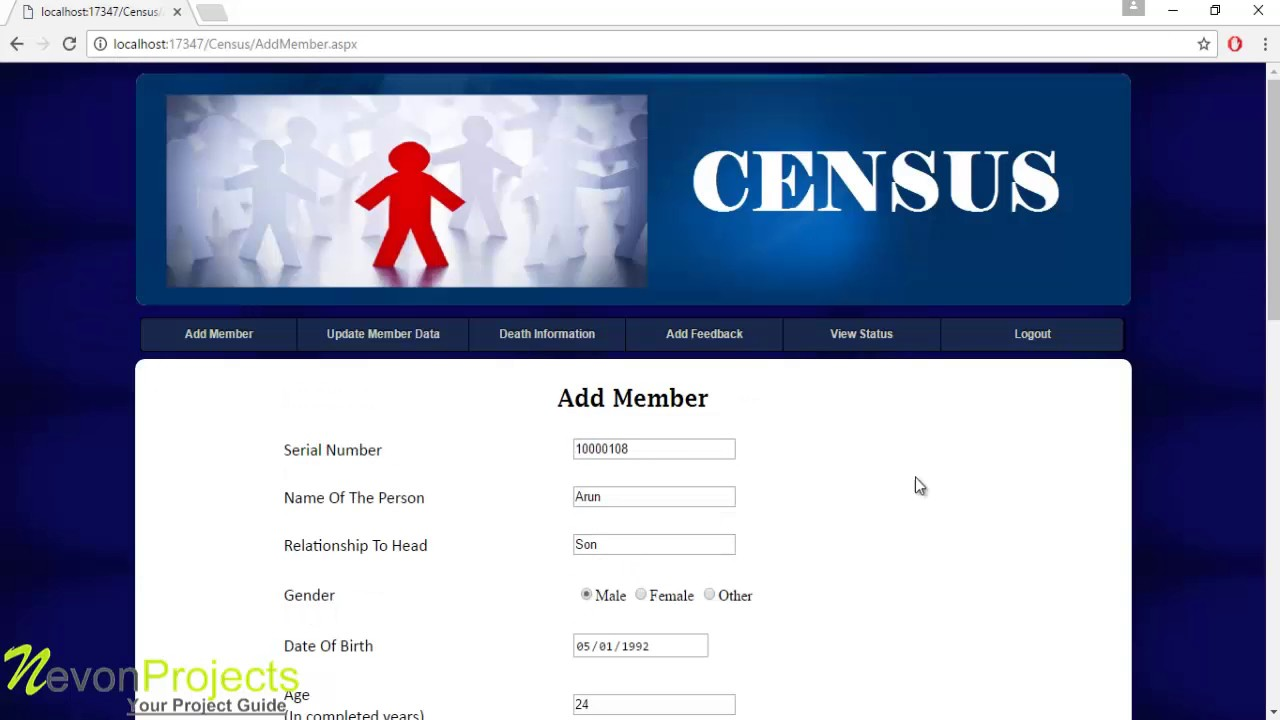 localhost:17347/Census/
localhost:17347/Census/AddMember.aspx
CENSUS
Add Member Update Member Data Death Information Add Feedback View Status Logout
Add Member
Serial Number 10000108
Name Of The Person Arun
Relationship To Head Son
Gender Male Female Other
Date Of Birth 05/01/1992
Age 24
(In completed years)
NevonProjects
Your Project Guide